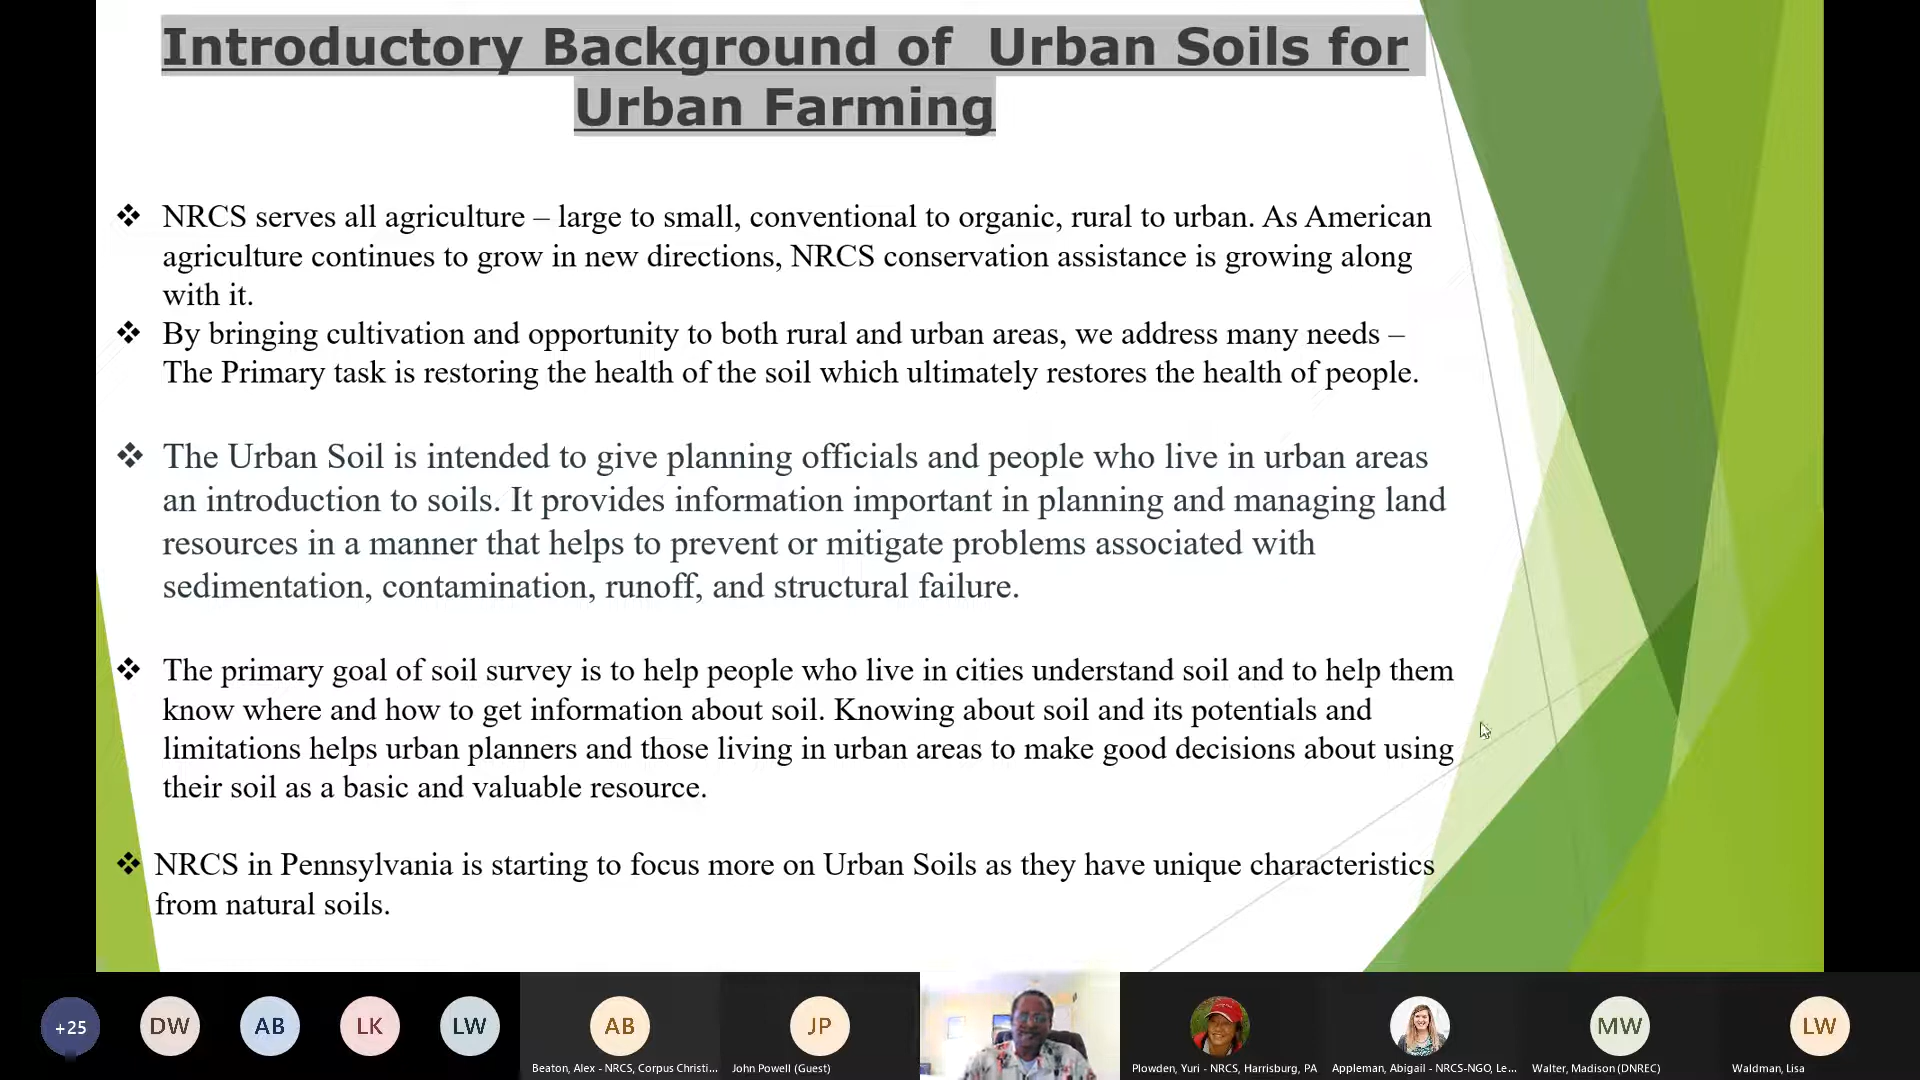 Introductory Background of  Urban Soils for
Urban Farming
❖ NRCS serves all agriculture – large to small, conventional to organic, rural to urban. As American
agriculture continues to grow in new directions, NRCS conservation assistance is growing along
with it.
❖ By bringing cultivation and opportunity to both rural and urban areas, we address many needs –
The Primary task is restoring the health of the soil which ultimately restores the health of people.
❖ The Urban Soil is intended to give planning officials and people who live in urban areas
an introduction to soils. It provides information important in planning and managing land
resources in a manner that helps to prevent or mitigate problems associated with
sedimentation, contamination, runoff, and structural failure.
❖ The primary goal of soil survey is to help people who live in cities understand soil and to help them
know where and how to get information about soil. Knowing about soil and its potentials and
limitations helps urban planners and those living in urban areas to make good decisions about using
their soil as a basic and valuable resource.
❖ NRCS in Pennsylvania is starting to focus more on Urban Soils as they have unique characteristics
from natural soils.
+25
DW
AB
LK
LW
AB
JP
MW
LW
Beaton, Alex - NRCS, Corpus Christi...
John Powell (Guest)
Plowden, Yuri - NRCS, Harrisburg, PA
Appleman, Abigail - NRCS-NGO, Le...
Walter, Madison (DNREC)
Waldman, Lisa